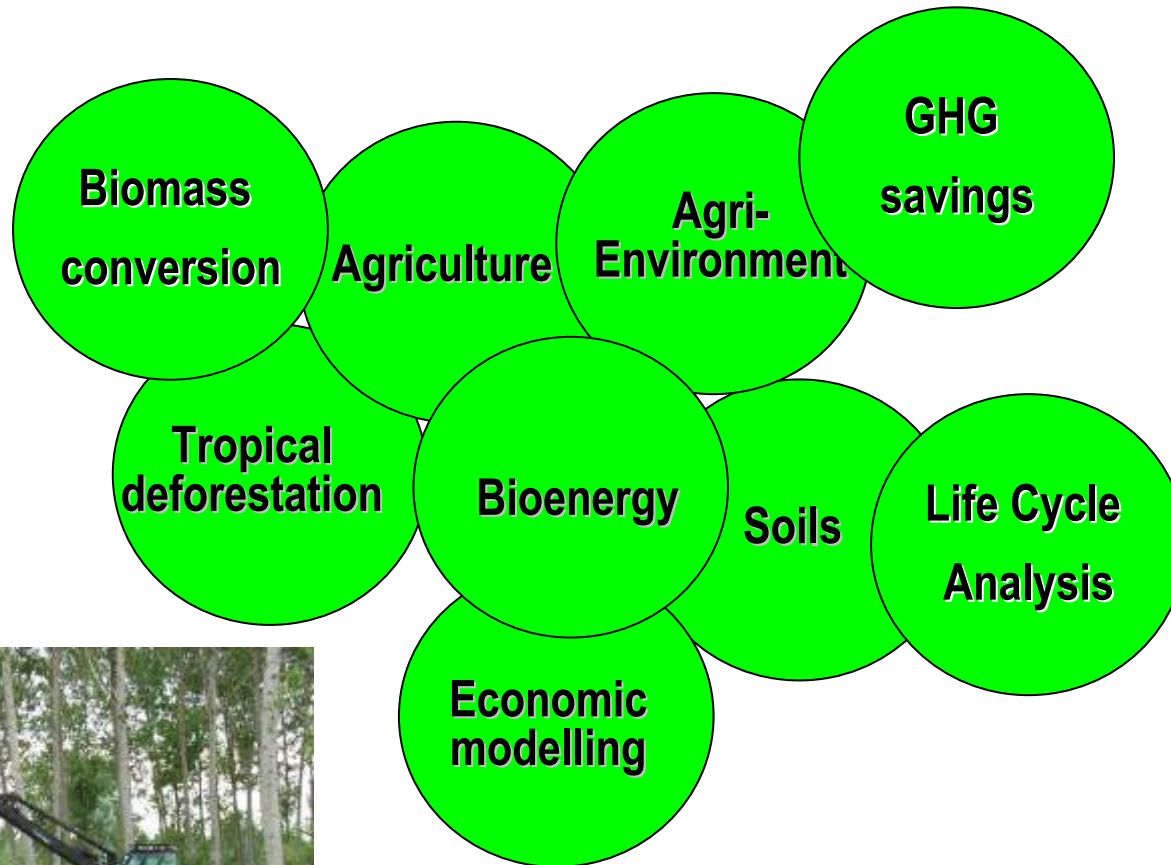 Biomass
conversion
Agriculture
Agri-
Environment
GHG
savings
Tropical
deforestation
Bioenergy
Soils
Life Cycle
Analysis
Economic
modelling